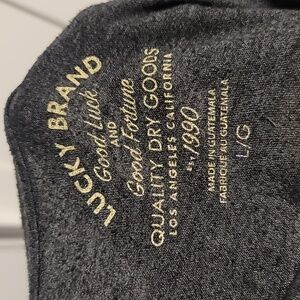 LUCKY BRAND
Good Luck
AND
Good Fortune
QUALITY DRY GOODS
LOS ANGELES CALIFORNIA
EST. 1990
MADE IN GUATEMALA
FABRIQUÉ AU GUATEMALA
L/G